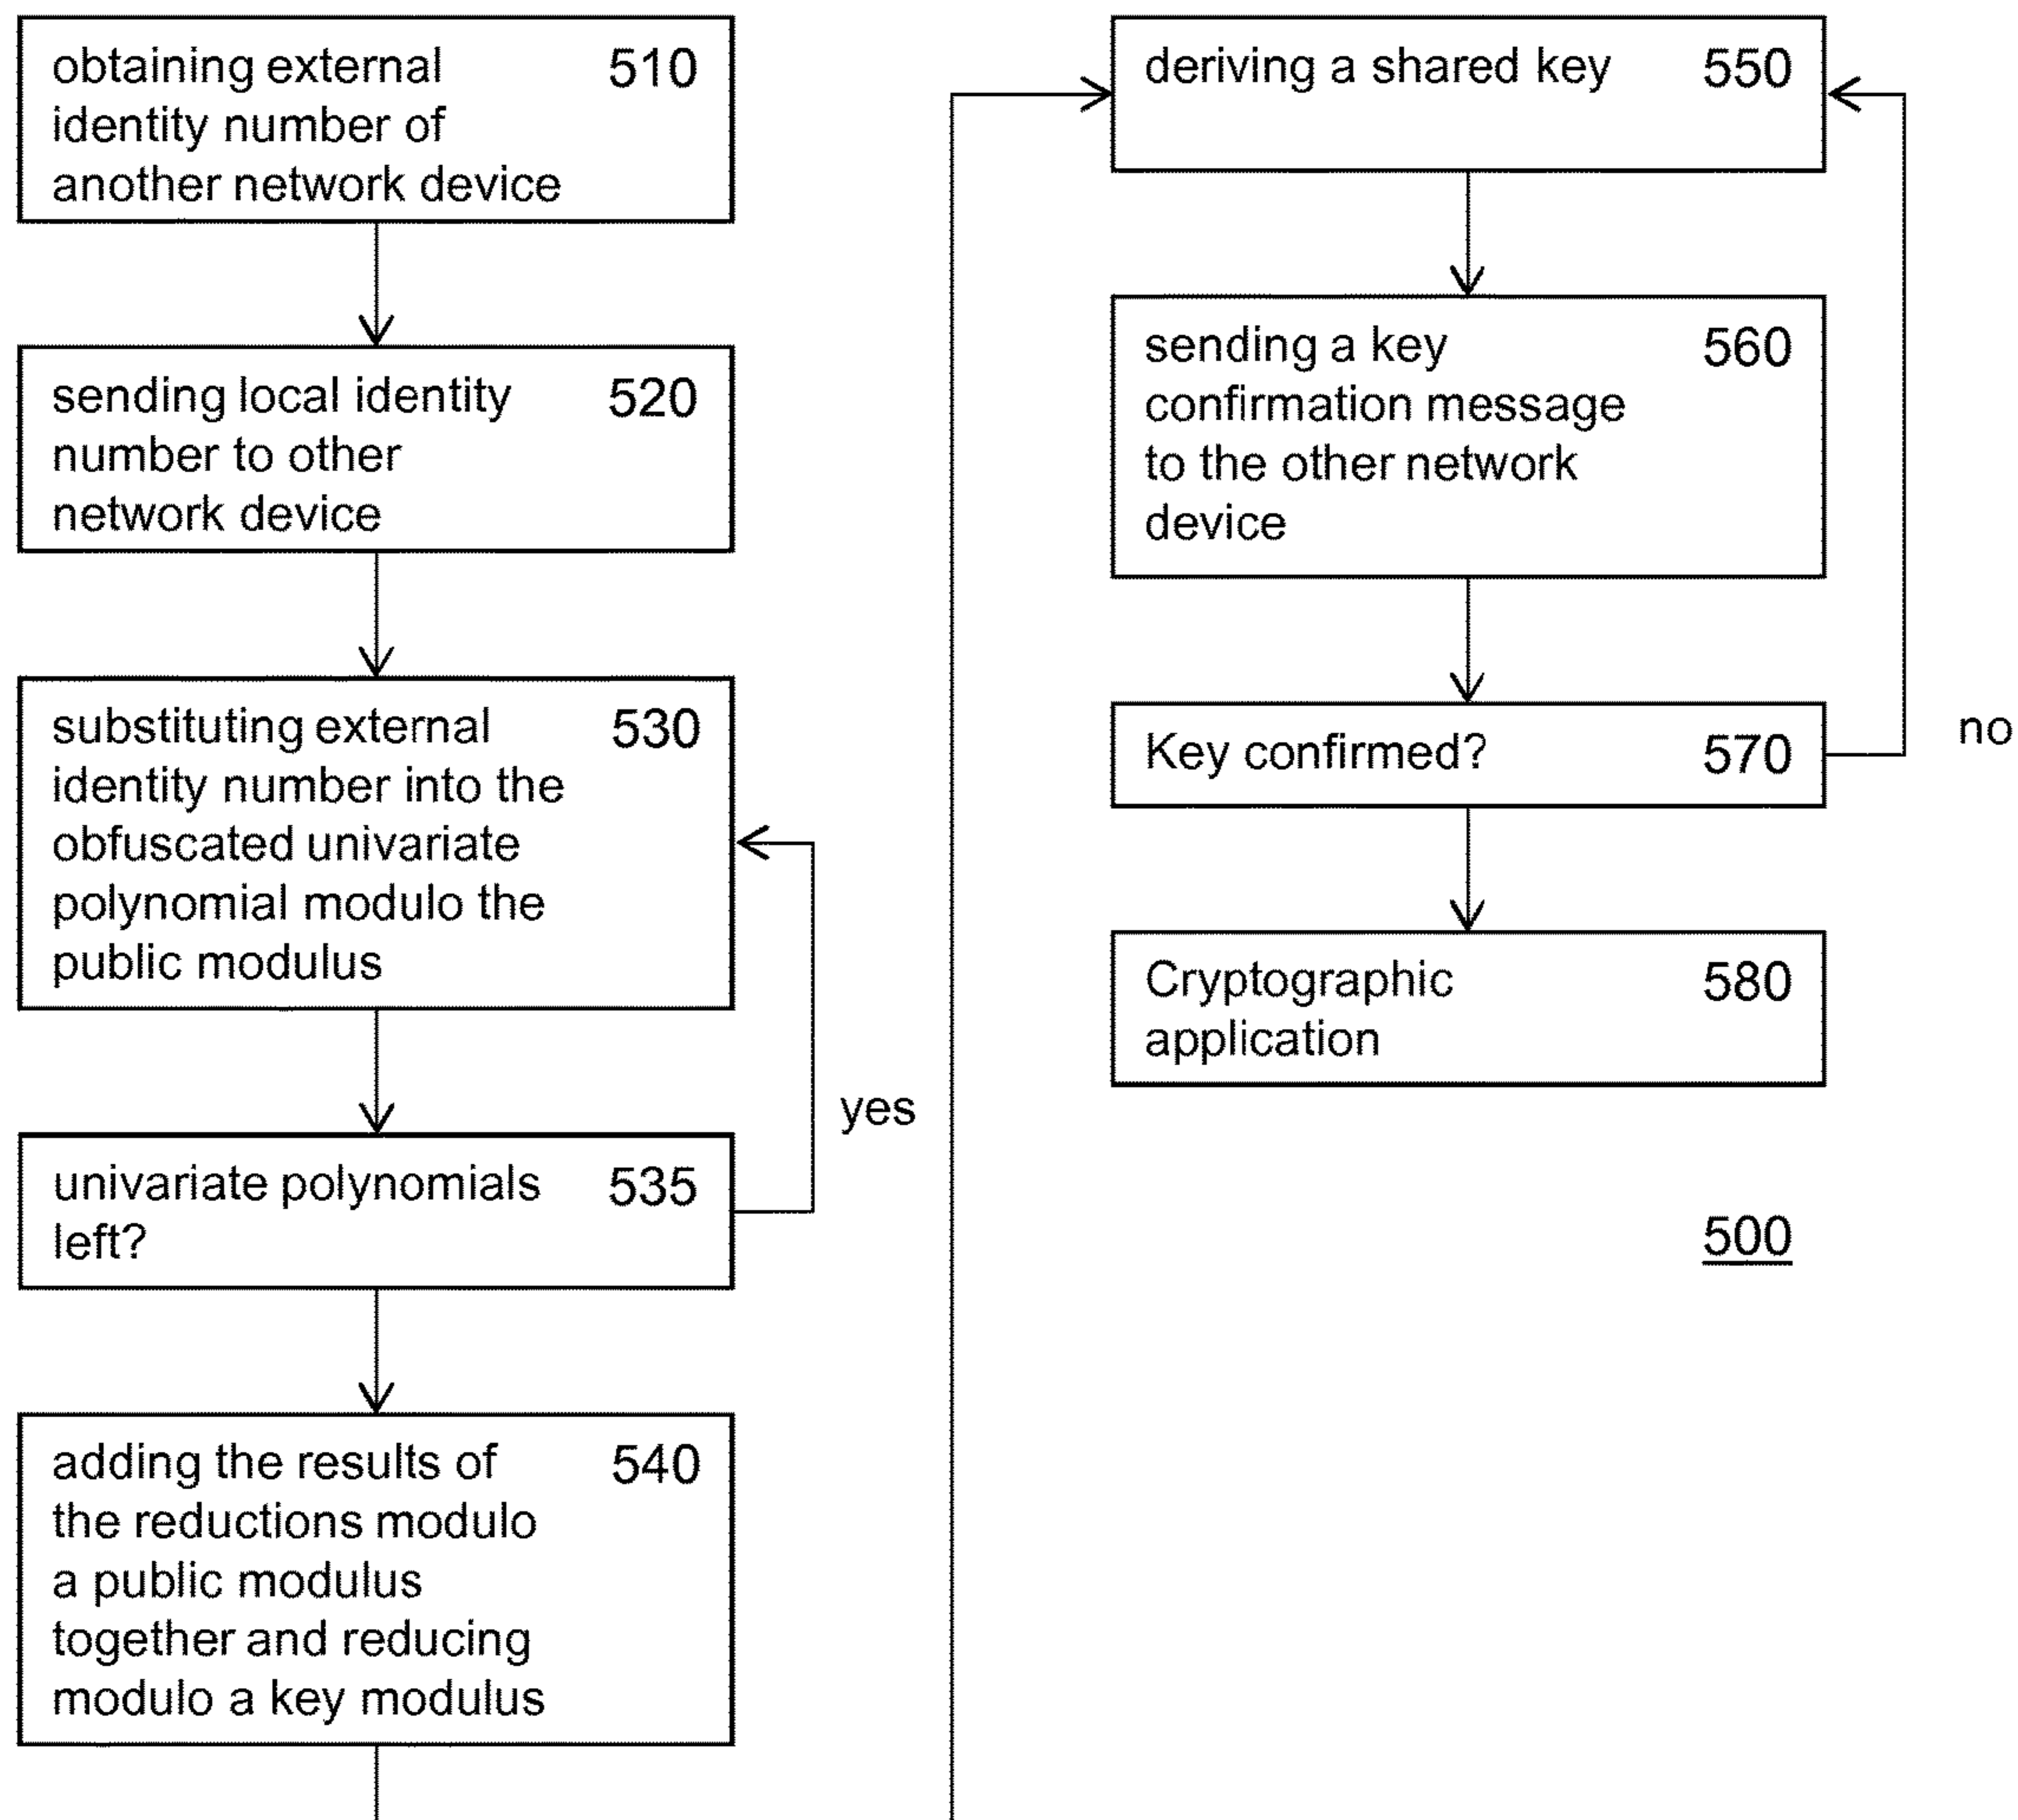 obtaining external 510
identity number of
another network device
sending local identity 520
number to other
network device
substituting external 530
identity number into the
obfuscated univariate
polynomial modulo the
public modulus
yes
univariate polynomials 535
left?
adding the results of 540
the reductions modulo
a public modulus
together and reducing
modulo a key modulus
deriving a shared key 550
sending a key 560
confirmation message
to the other network
device
no
Key confirmed? 570
Cryptographic 580
application
500